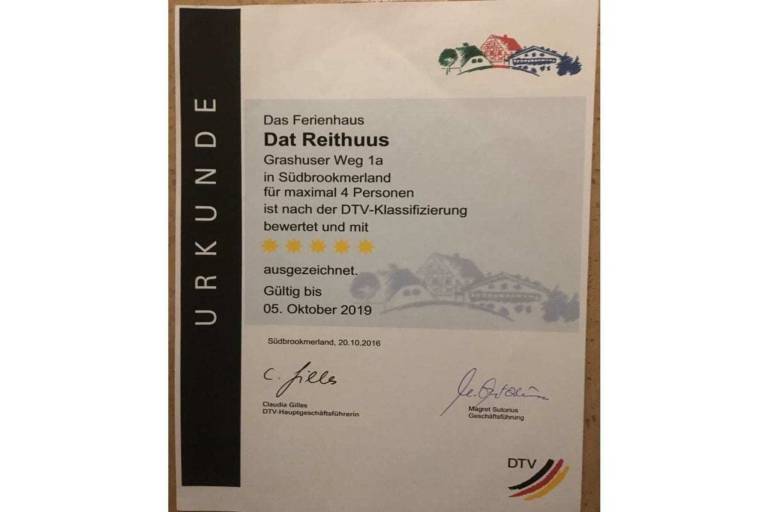 URKUNDE
Das Ferienhaus
Dat Reithuus
Grashuser Weg 1a
in Südbrookmerland
für maximal 4 Personen
ist nach der DTV-Klassifizierung
bewertet und mit
ausgezeichnet.
Gültig bis
05. Oktober 2019
Südbrookmerland, 20.10.2016
C. Gilles
Claudia Gilles
DTV-Hauptgeschäftsführerin
Magret Sutorius
Geschäftsführung
DTV